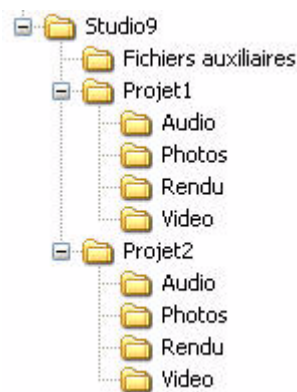 Studio9
Fichiers auxiliaires
Projet1
Audio
Photos
Rendu
Video
Projet2
Audio
Photos
Rendu
Video